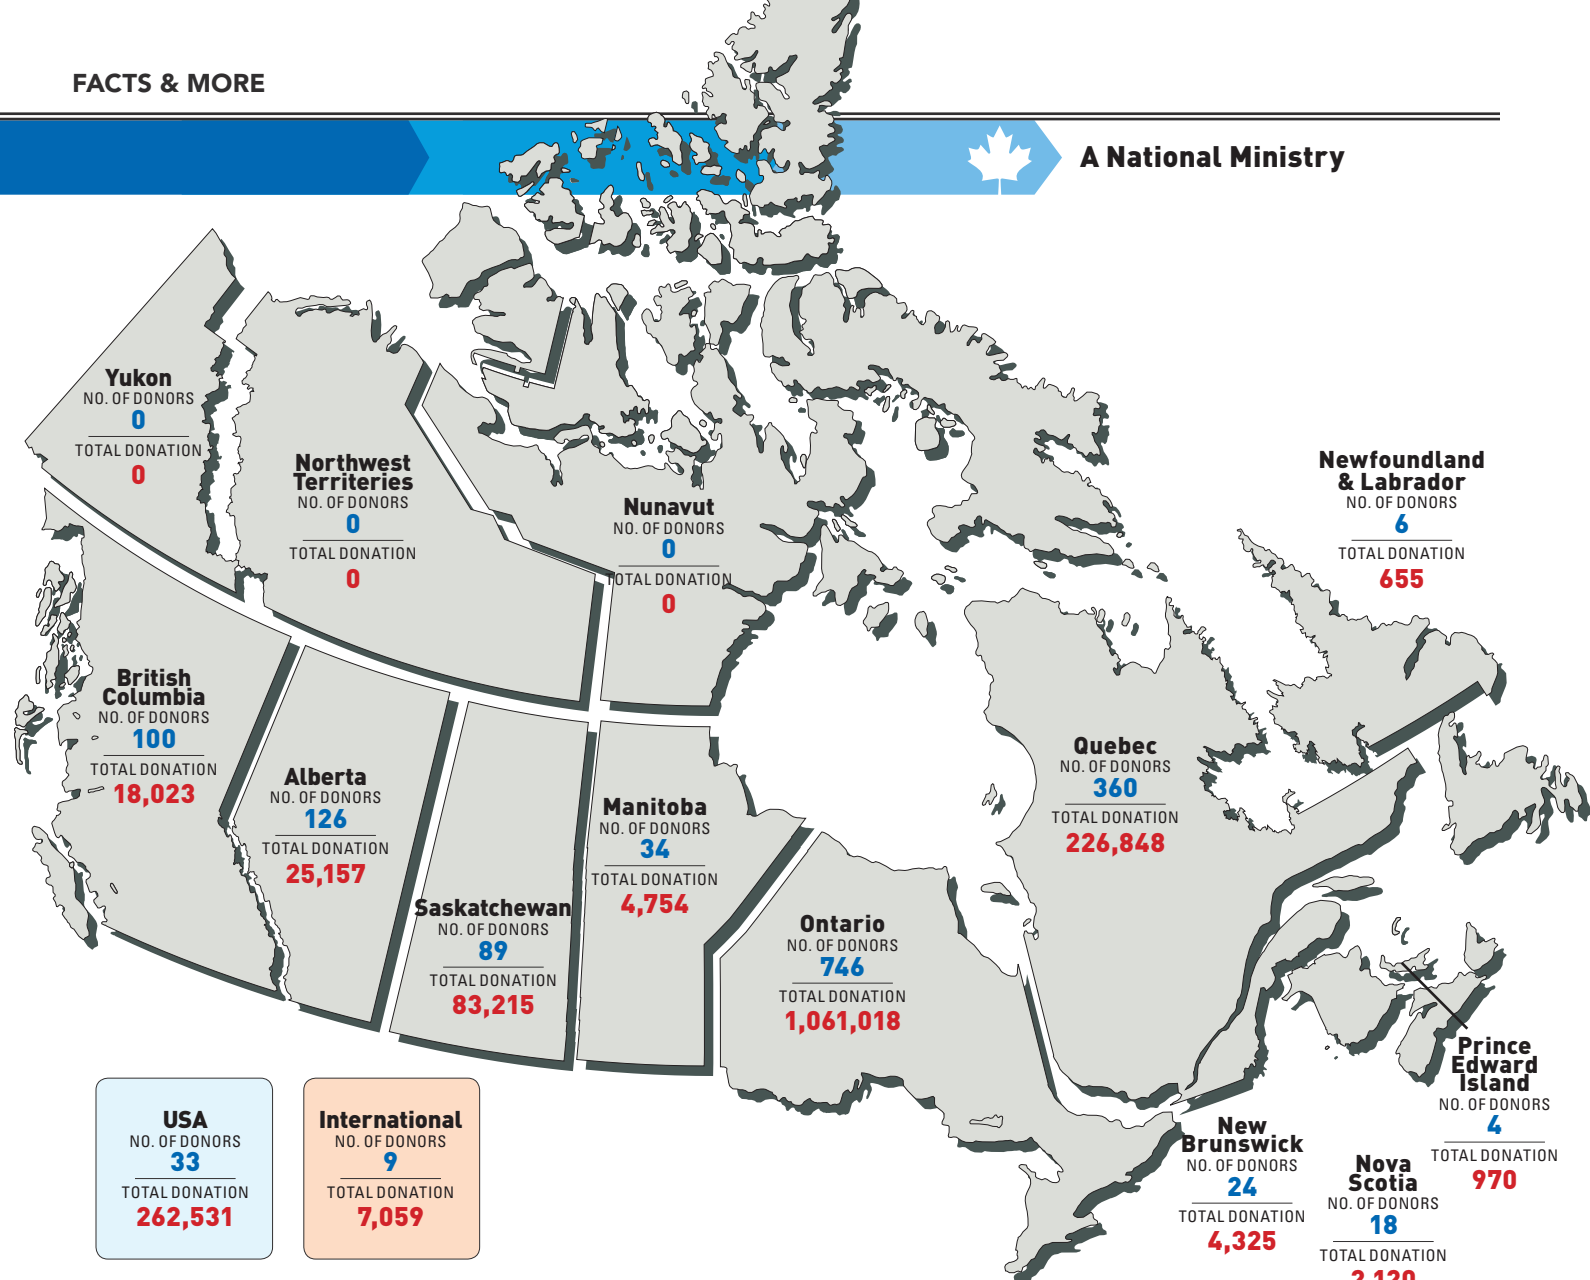 FACTS & MORE
A National Ministry
Yukon
NO. OF DONORS
0
TOTAL DONATION
0
Northwest
Territeries
NO. OF DONORS
0
TOTAL DONATION
0
Nunavut
NO. OF DONORS
0
TOTAL DONATION
0
Newfoundland
& Labrador
NO. OF DONORS
6
TOTAL DONATION
655
British
Columbia
NO. OF DONORS
100
TOTAL DONATION
18,023
Alberta
NO. OF DONORS
126
TOTAL DONATION
25,157
Saskatchewan
NO. OF DONORS
89
TOTAL DONATION
83,215
Manitoba
NO. OF DONORS
34
TOTAL DONATION
4,754
Ontario
NO. OF DONORS
746
TOTAL DONATION
1,061,018
Quebec
NO. OF DONORS
360
TOTAL DONATION
226,848
Prince
Edward
Island
NO. OF DONORS
4
TOTAL DONATION
970
New
Brunswick
NO. OF DONORS
24
TOTAL DONATION
4,325
Nova
Scotia
NO. OF DONORS
18
TOTAL DONATION
USA
NO. OF DONORS
33
TOTAL DONATION
262,531
International
NO. OF DONORS
9
TOTAL DONATION
7,059